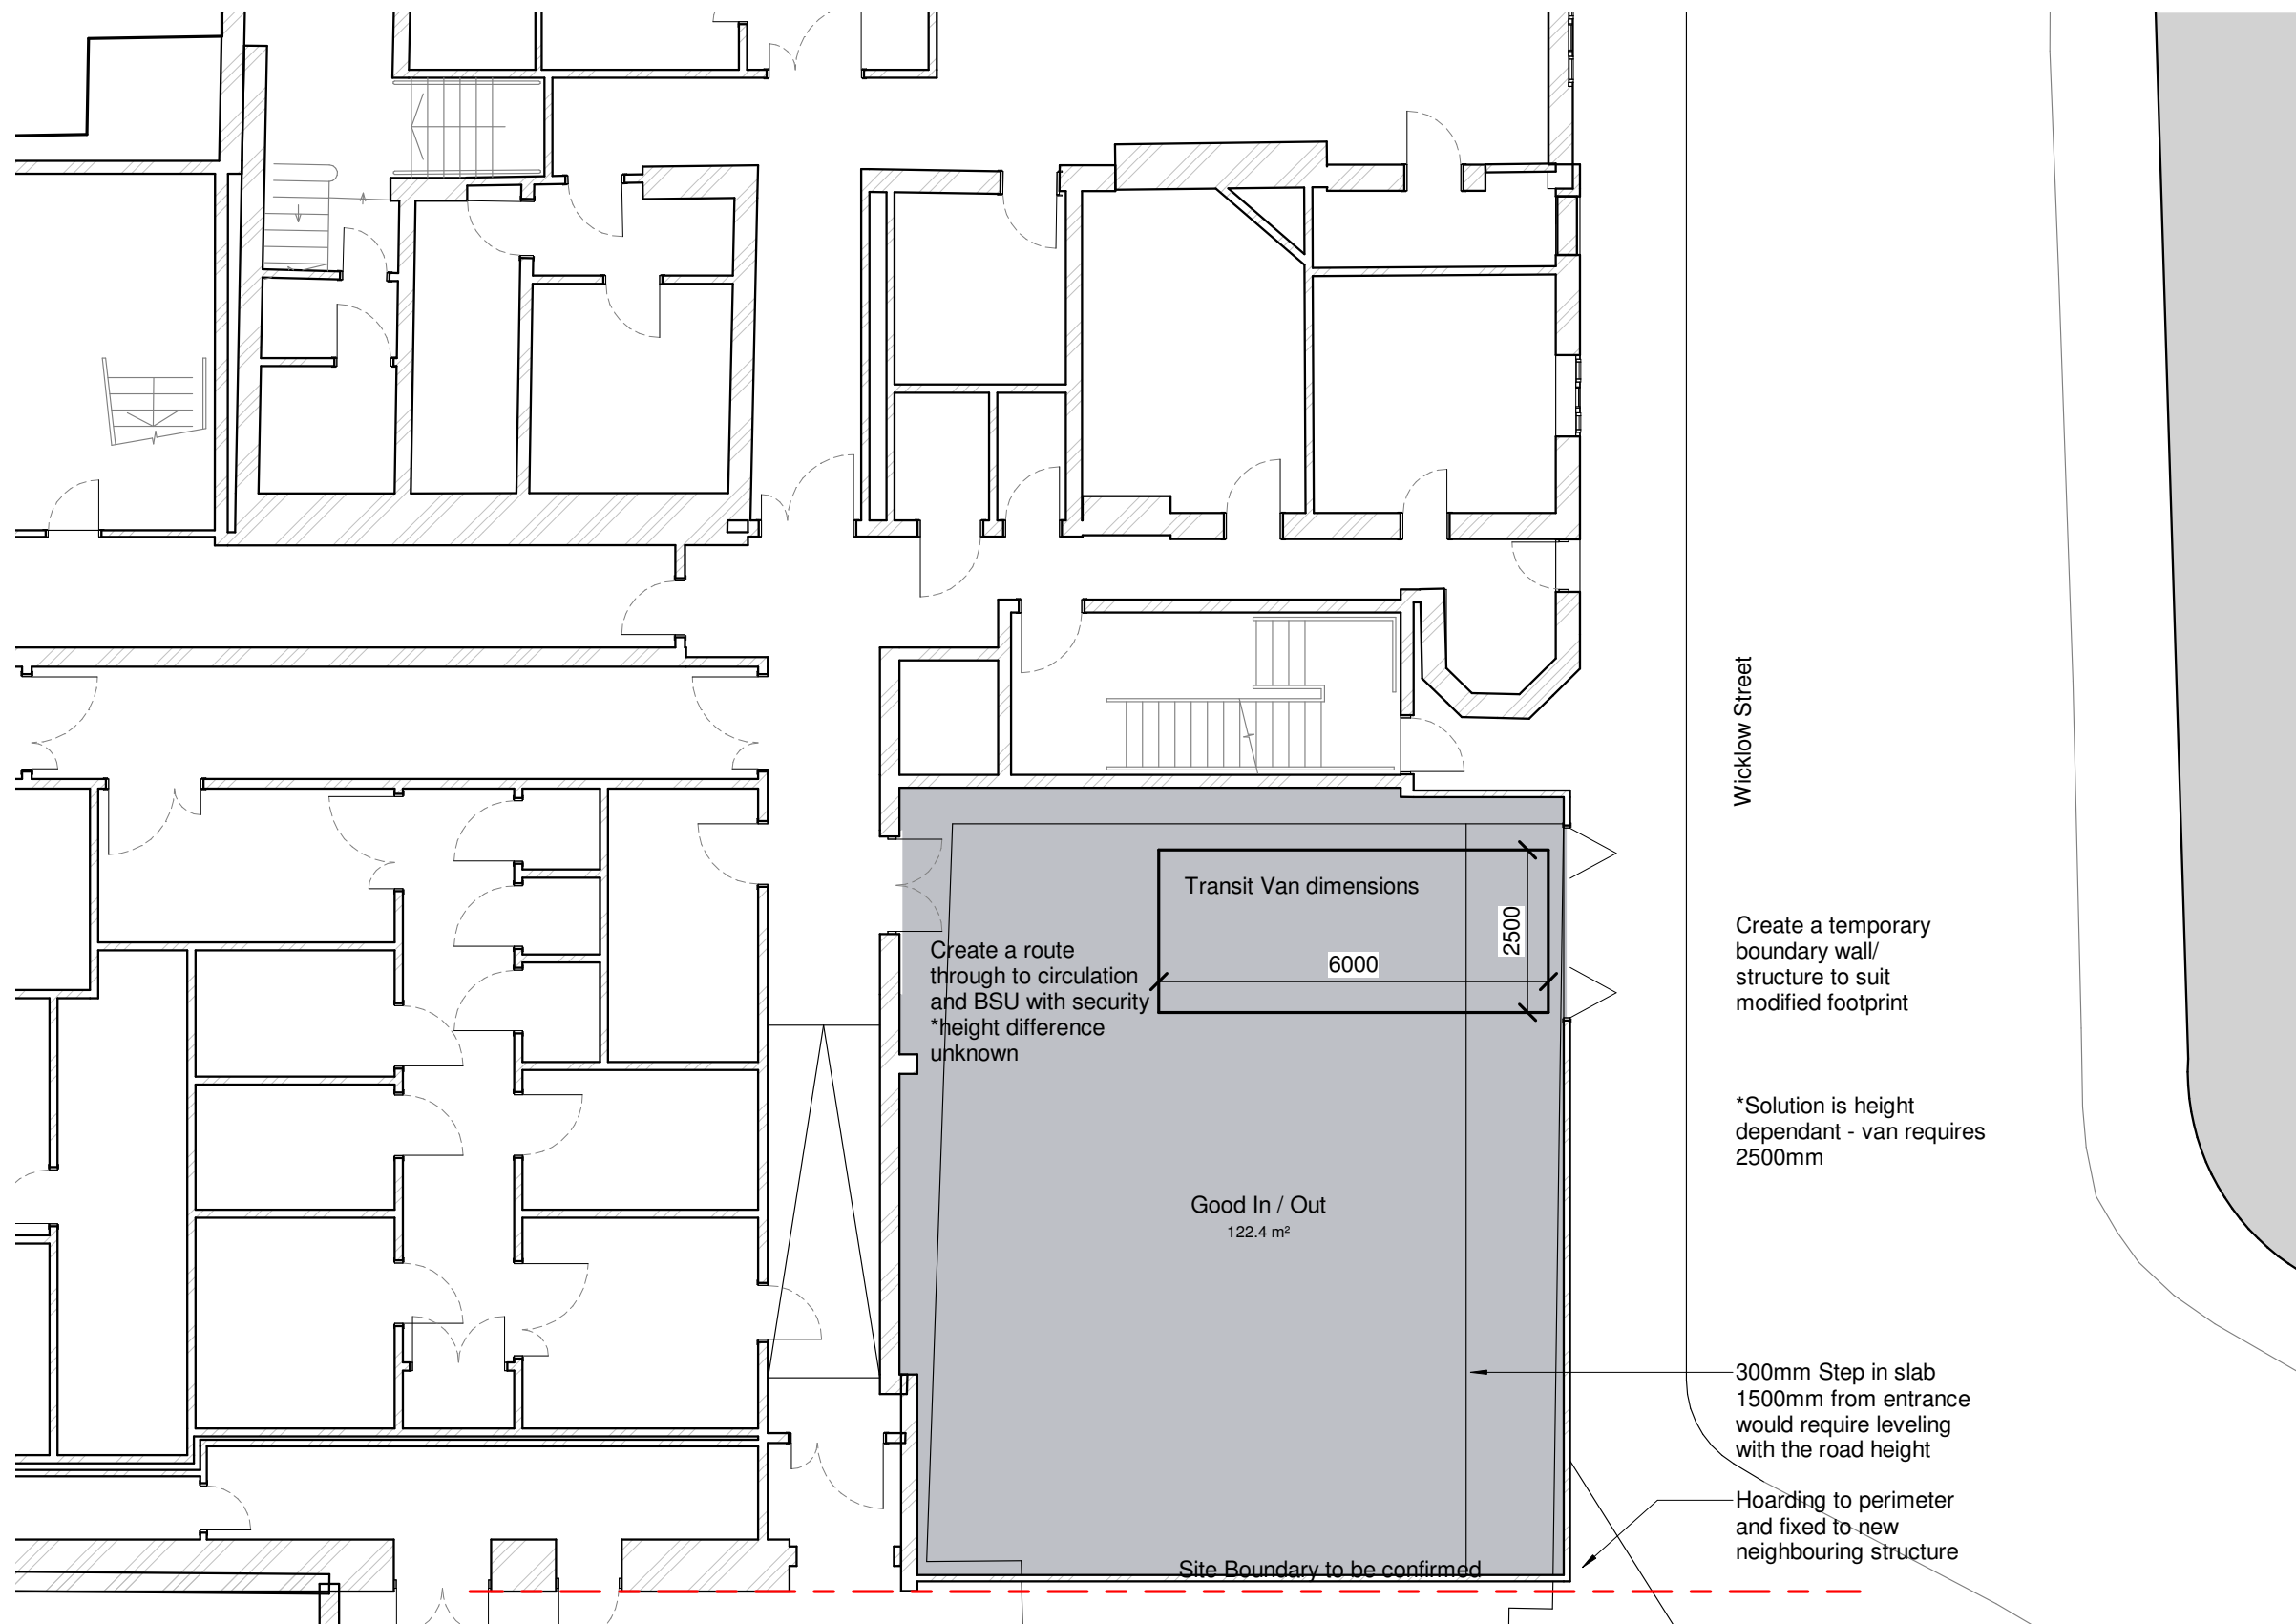 Wicklow Street
Transit Van dimensions
2500
6000
Create a route
through to circulation
and BSU with security
*height difference
unknown
Create a temporary
boundary wall/
structure to suit
modified footprint
*Solution is height
dependant - van requires
2500mm
Good In / Out
122.4 m²
300mm Step in slab
1500mm from entrance
would require leveling
with the road height
Hoarding to perimeter
and fixed to new
neighbouring structure
Site Boundary to be confirmed